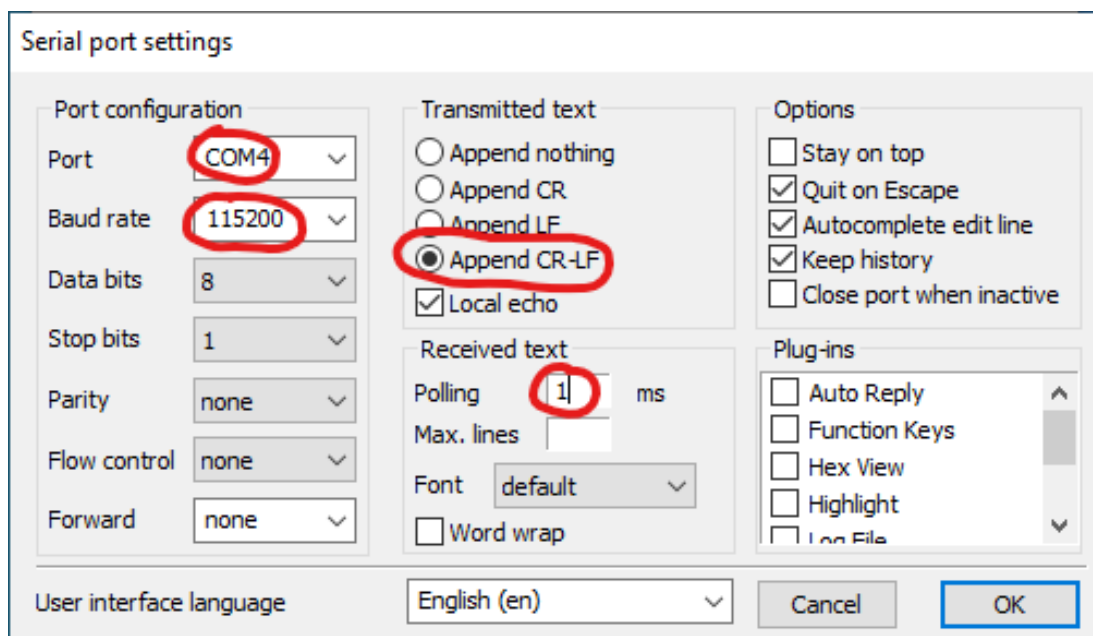 Serial port settings
Port configuration
Port COM4
Baud rate 115200
Data bits 8
Stop bits 1
Parity none
Flow control none
Forward none
Transmitted text
Append nothing
Append CR
Append LF
Append CR-LF
Local echo
Received text
Polling 1 ms
Max. lines
Font default
Word wrap
Options
Stay on top
Quit on Escape
Autocomplete edit line
Keep history
Close port when inactive
Plug-ins
Auto Reply
Function Keys
Hex View
Highlight
Log File
User interface language English (en)
Cancel OK